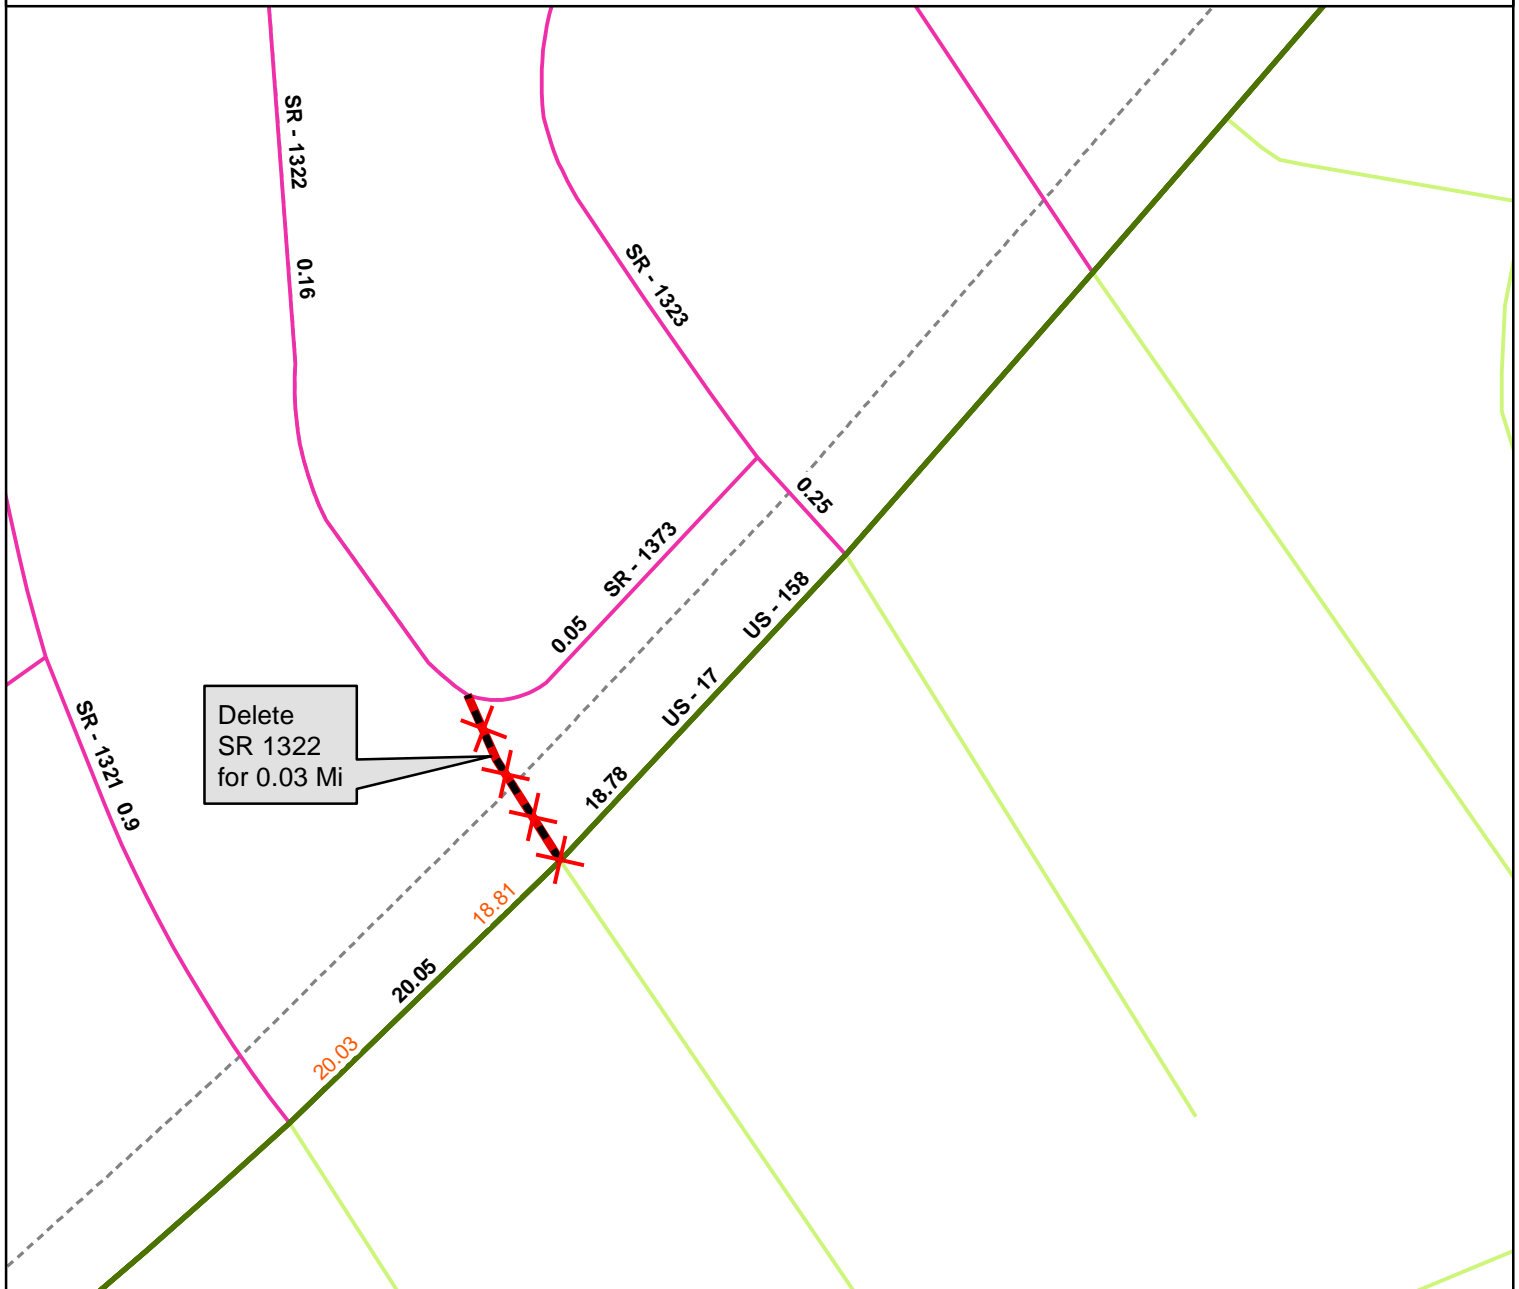 SR - 1322
0.16
SR - 1323
0.25
SR - 1373
0.05
US - 158
US - 17
18.78
Delete
SR 1322
for 0.03 Mi
SR - 1321
0.9
18.81
20.05
20.03